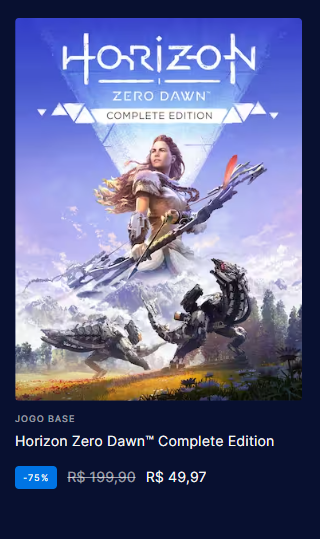 HORIZON
ZERO DAWN™
COMPLETE EDITION
JOGO BASE
Horizon Zero Dawn™ Complete Edition
-75% R$ 199,90 R$ 49,97